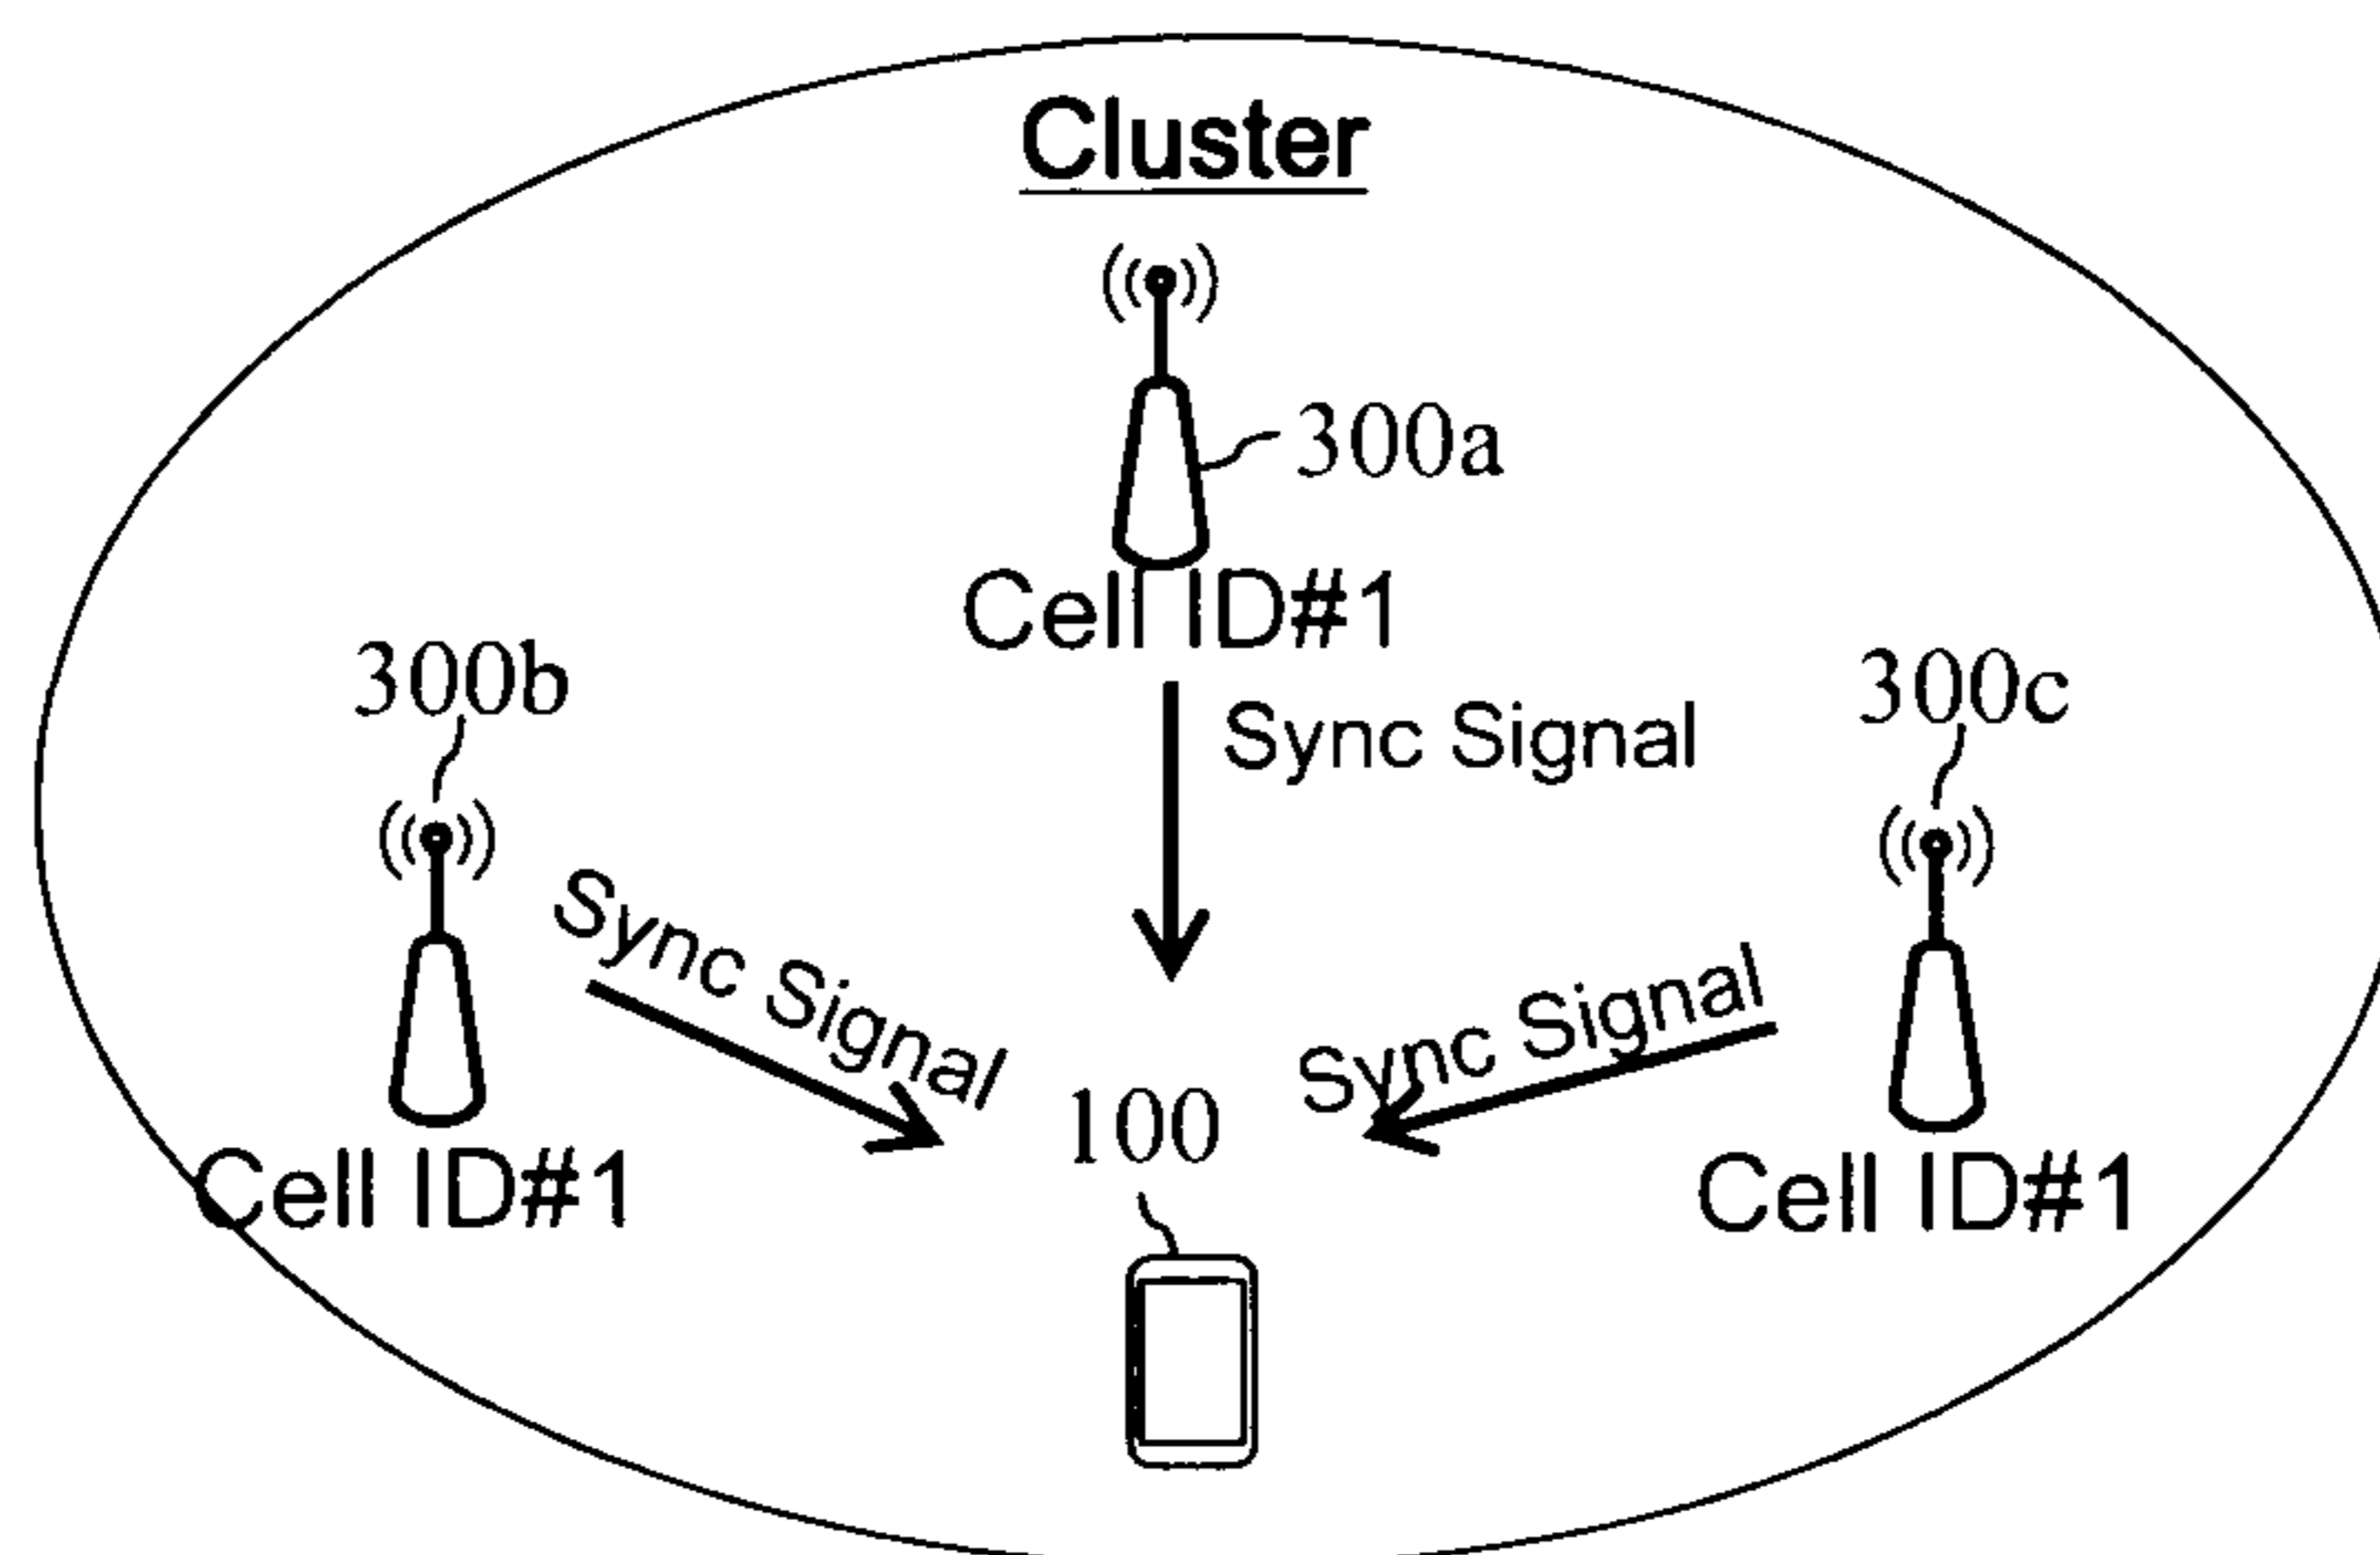 Cluster
300a
Cell ID#1
300b
300c
Sync Signal
Sync Signal
Sync Signal
100
Cell ID#1
Cell ID#1